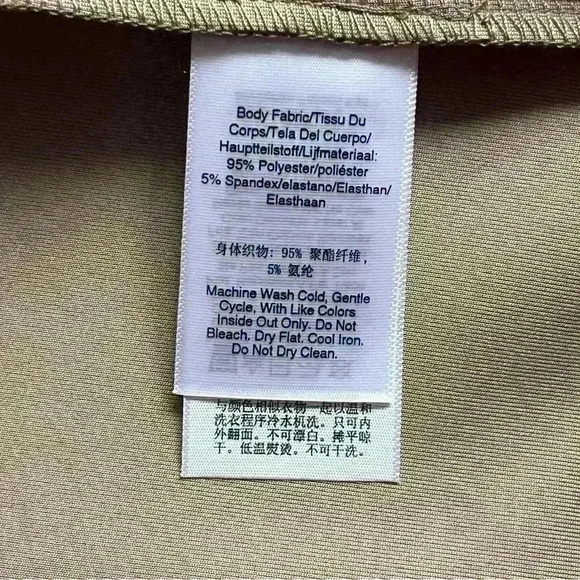 Body Fabric/Tissu Du
Corps/Tela Del Cuerpo/
Hauptteilstoff/Lijfmateriaal:
95% Polyester/poliéster
5% Spandex/elastano/Elasthan/
Elasthaan
身体织物: 95% 聚酯纤维,
5% 氨纶
Machine Wash Cold, Gentle
Cycle, With Like Colors
Inside Out Only. Do Not
Bleach. Dry Flat. Cool Iron.
Do Not Dry Clean.
与颜色相似衣物一起以温和
洗衣程序冷水机洗。只可内
外翻面。不可漂白。摊平晾
干。低温熨烫。不可干洗。